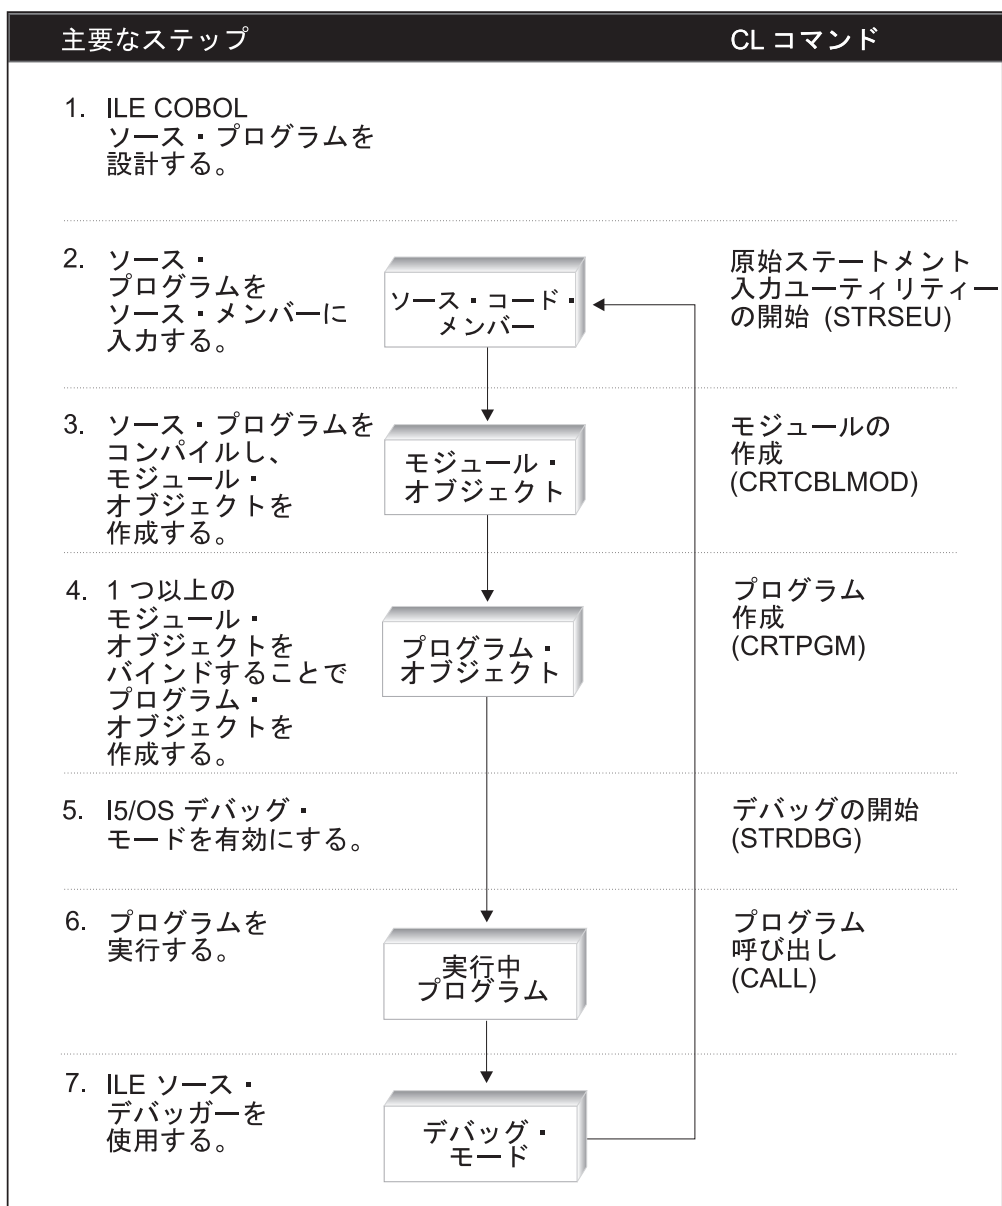 主要なステップ
CL コマンド
1. ILE COBOL
ソース・プログラムを
設計する。
2. ソース・
プログラムを
ソース・メンバーに
入力する。
ソース・コード・
メンバー
原始ステートメント
入力ユーティリティー
の開始 (STRSEU)
3. ソース・プログラムを
コンパイルし、
モジュール・
オブジェクトを
作成する。
モジュール・
オブジェクト
モジュールの
作成
(CRTCBLMOD)
4. 1 つ以上の
モジュール・
オブジェクトを
バインドすることで
プログラム・
オブジェクトを
作成する。
プログラム・
オブジェクト
プログラム
作成
(CRTPGM)
5. I5/OS デバッグ・
モードを有効にする。
デバッグの開始
(STRDBG)
6. プログラムを
実行する。
実行中
プログラム
プログラム
呼び出し
(CALL)
7. ILE ソース・
デバッガーを
使用する。
デバッグ・
モード